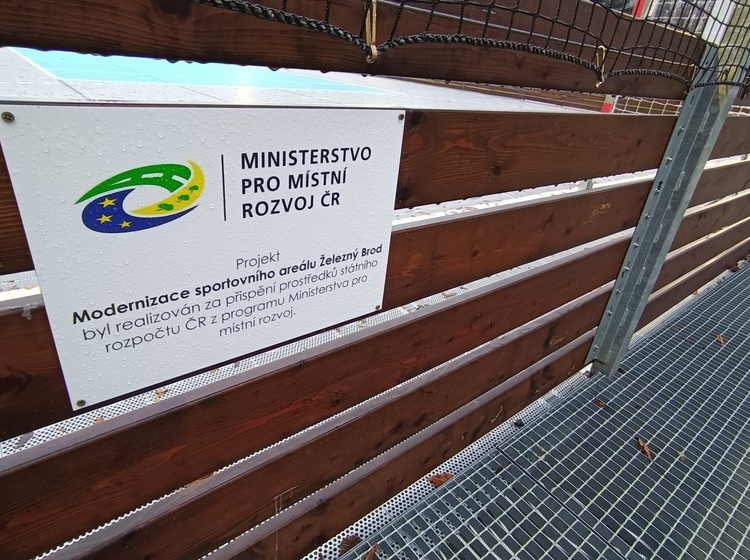 MINISTERSTVO
PRO MÍSTNÍ
ROZVOJ ČR
Projekt
Modernizace sportovního areálu Železný Brod
byl realizován za přispění prostředků státního
rozpočtu ČR z programu Ministerstva pro
místní rozvoj.